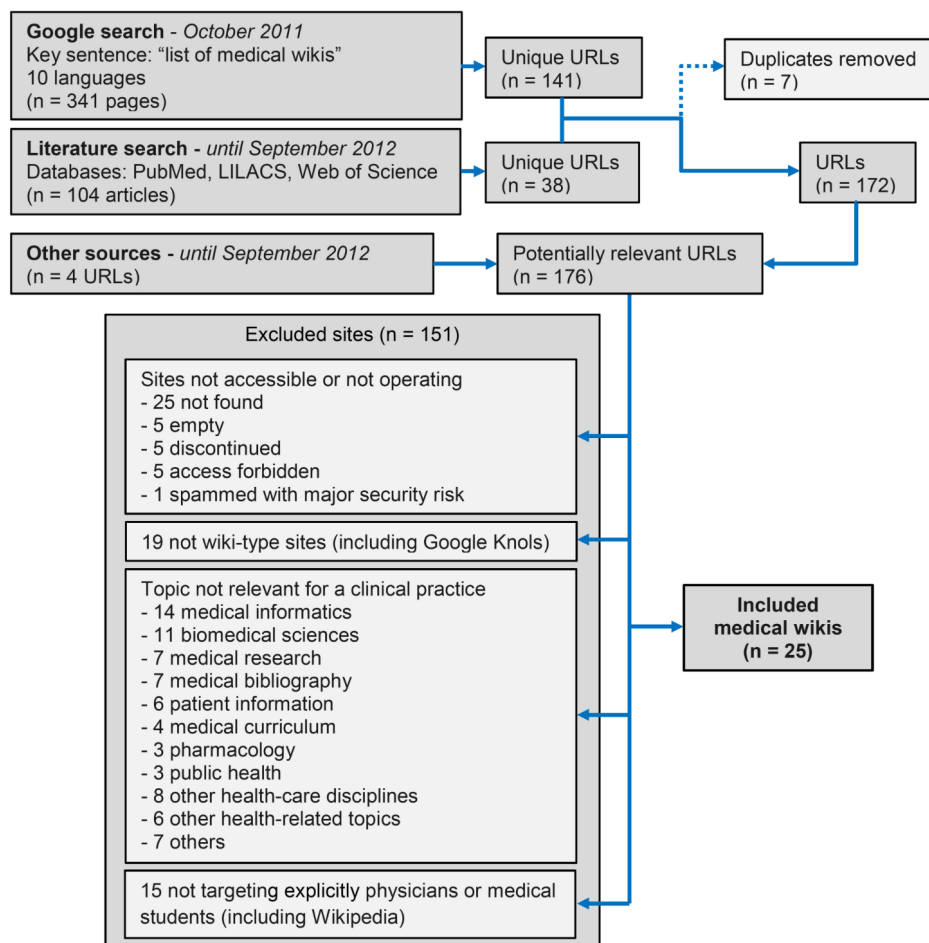 Google search - October 2011
Key sentence: “list of medical wikis”
10 languages
(n = 341 pages)
Unique URLs
(n = 141)
Duplicates removed
(n = 7)
Literature search - until September 2012
Databases: PubMed, LILACS, Web of Science
(n = 104 articles)
Unique URLs
(n = 38)
URLs
(n = 172)
Other sources - until September 2012
(n = 4 URLs)
Potentially relevant URLs
(n = 176)
Excluded sites (n = 151)
Sites not accessible or not operating
- 25 not found
- 5 empty
- 5 discontinued
- 5 access forbidden
- 1 spammed with major security risk
19 not wiki-type sites (including Google Knols)
Topic not relevant for a clinical practice
- 14 medical informatics
- 11 biomedical sciences
- 7 medical research
- 7 medical bibliography
- 6 patient information
- 4 medical curriculum
- 3 pharmacology
- 3 public health
- 8 other health-care disciplines
- 6 other health-related topics
- 7 others
Included
medical wikis
(n = 25)
15 not targeting explicitly physicians or medical
students (including Wikipedia)